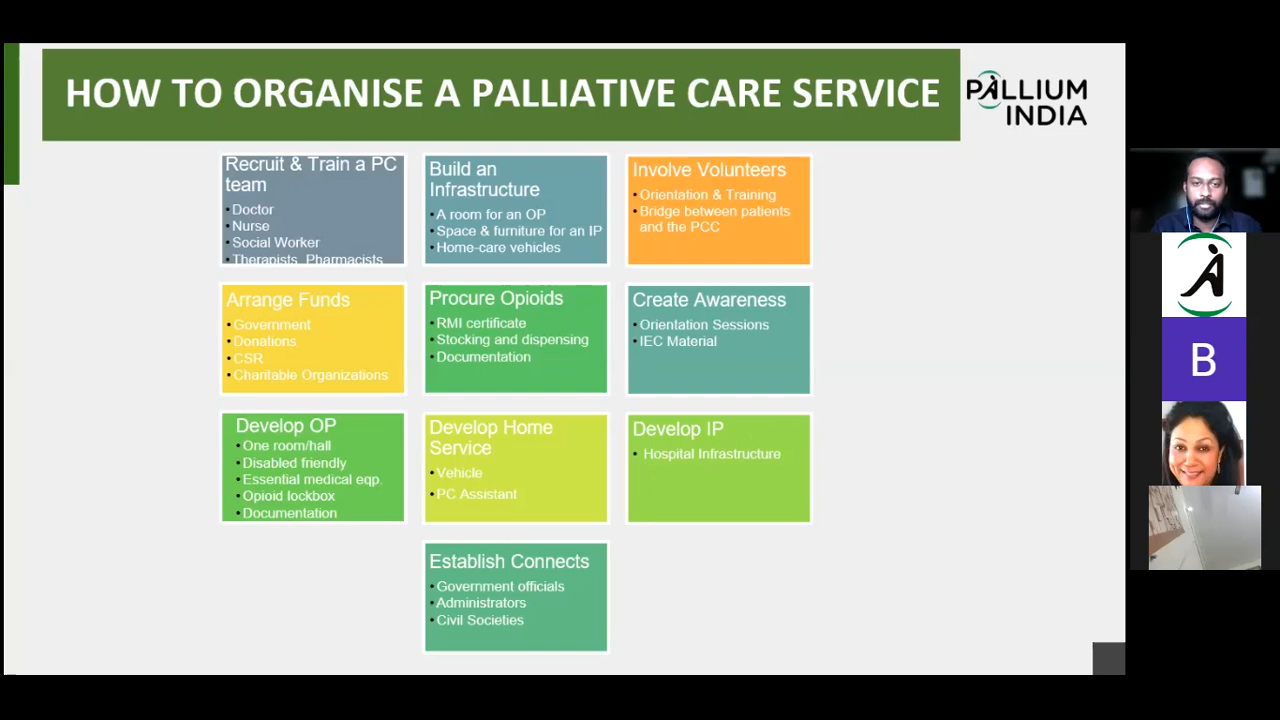 HOW TO ORGANISE A PALLIATIVE CARE SERVICE
PALLIUM
INDIA
Recruit & Train a PC
team
•Doctor
•Nurse
•Social Worker
•Therapists, Pharmacists
Build an
Infrastructure
•A room for an OP
•Space & furniture for an IP
•Home-care vehicles
Involve Volunteers
•Orientation & Training
•Bridge between patients
and the PCC
Arrange Funds
•Government
•Donations
•CSR
•Charitable Organizations
Procure Opioids
•RMI certificate
•Stocking and dispensing
•Documentation
Create Awareness
•Orientation Sessions
•IEC Material
Develop OP
•One room/hall
•Disabled friendly
•Essential medical eqp.
•Opioid lockbox
•Documentation
Develop Home
Service
•Vehicle
•PC Assistant
Develop IP
• Hospital Infrastructure
Establish Connects
•Government officials
•Administrators
•Civil Societies
B